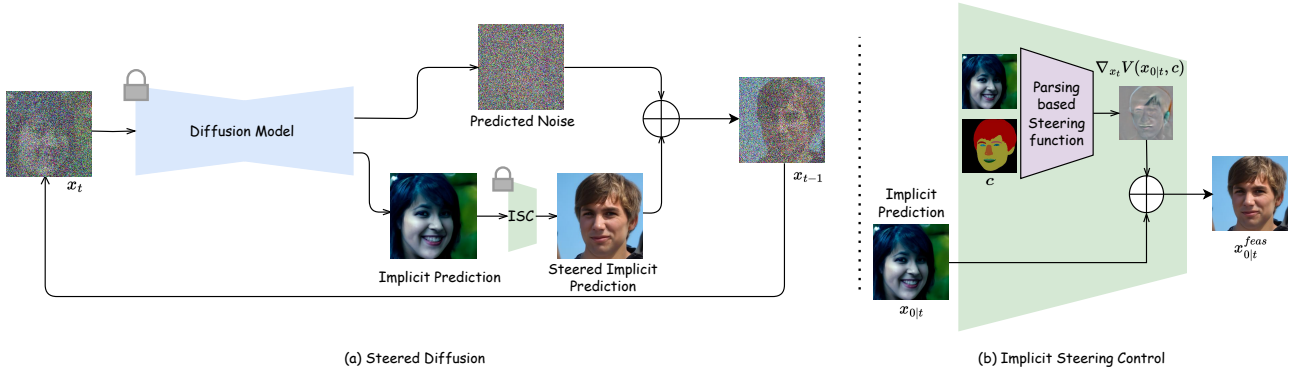 Diffusion Model
Predicted Noise
x_t
x_{t-1}
ISC
Implicit Prediction
Steered Implicit
Prediction
(a) Steered Diffusion
∇_{x_t} V(x_{0|t}, c)
Parsing
based
Steering
function
c
Implicit
Prediction
x_{0|t}
x_{0|t}^{feas}
(b) Implicit Steering Control